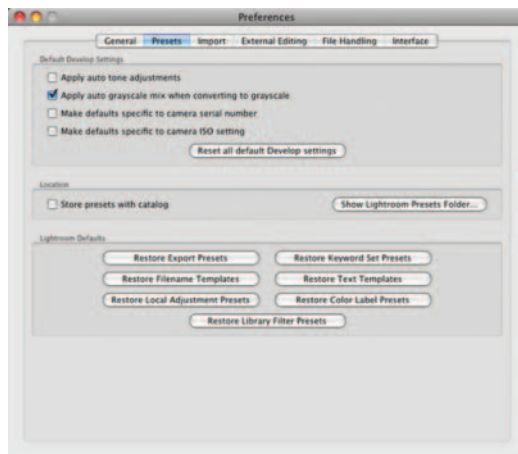 Preferences
General Presets Import External Editing File Handling Interface
Default Develop Settings
Apply auto tone adjustments
Apply auto grayscale mix when converting to grayscale
Make defaults specific to camera serial number
Make defaults specific to camera ISO setting
Reset all default Develop settings
Location
Store presets with catalog Show Lightroom Presets Folder...
Lightroom Defaults
Restore Export Presets Restore Keyword Set Presets
Restore Filename Templates Restore Text Templates
Restore Local Adjustment Presets Restore Color Label Presets
Restore Library Filter Presets